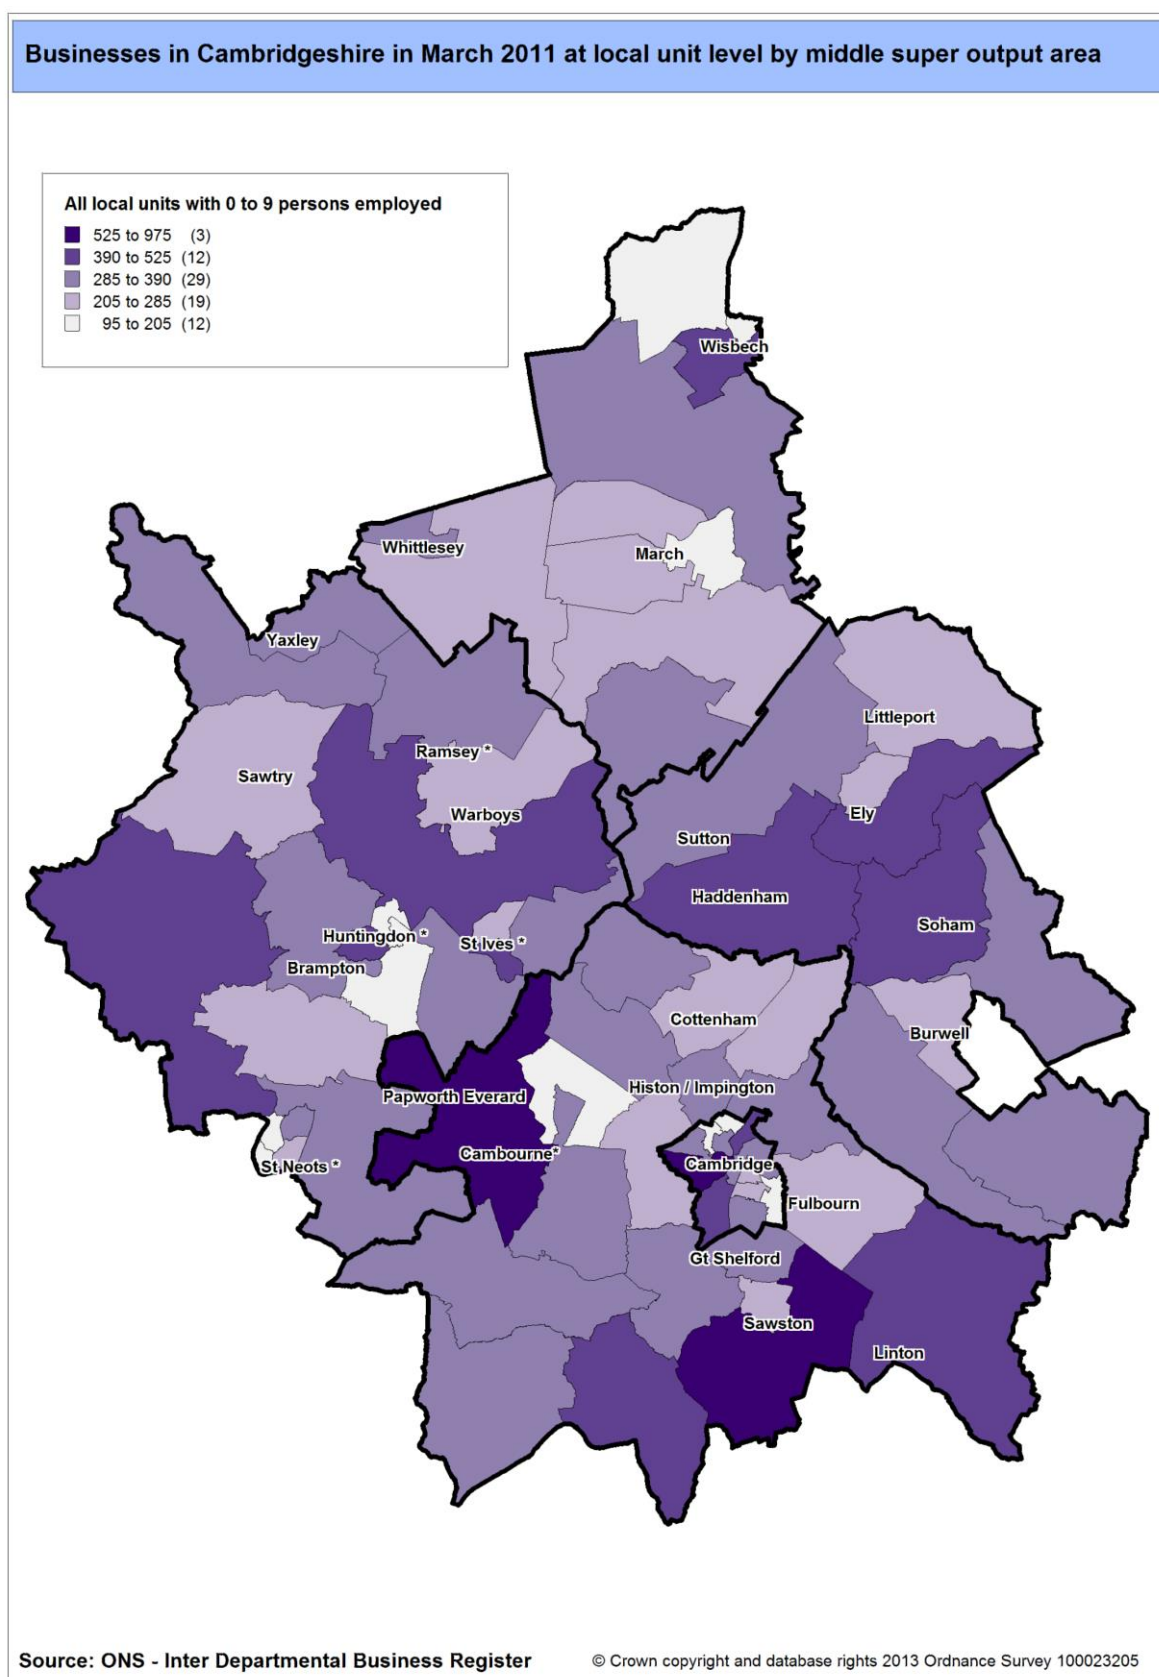 Businesses in Cambridgeshire in March 2011 at local unit level by middle super output area
All local units with 0 to 9 persons employed
525 to 975 (3)
390 to 525 (12)
285 to 390 (29)
205 to 285 (19)
95 to 205 (12)
Wisbech
Whittlesey
March
Yaxley
Littleport
Ramsey *
Sawtry
Warboys
Ely
Sutton
Haddenham
Soham
Huntingdon *
St Ives *
Brampton
Cottenham
Burwell
Histon / Impington
Papworth Everard
Cambourne*
St Neots *
Cambridge
Fulbourn
Gt Shelford
Sawston
Linton
Source: ONS - Inter Departmental Business Register
© Crown copyright and database rights 2013 Ordnance Survey 100023205